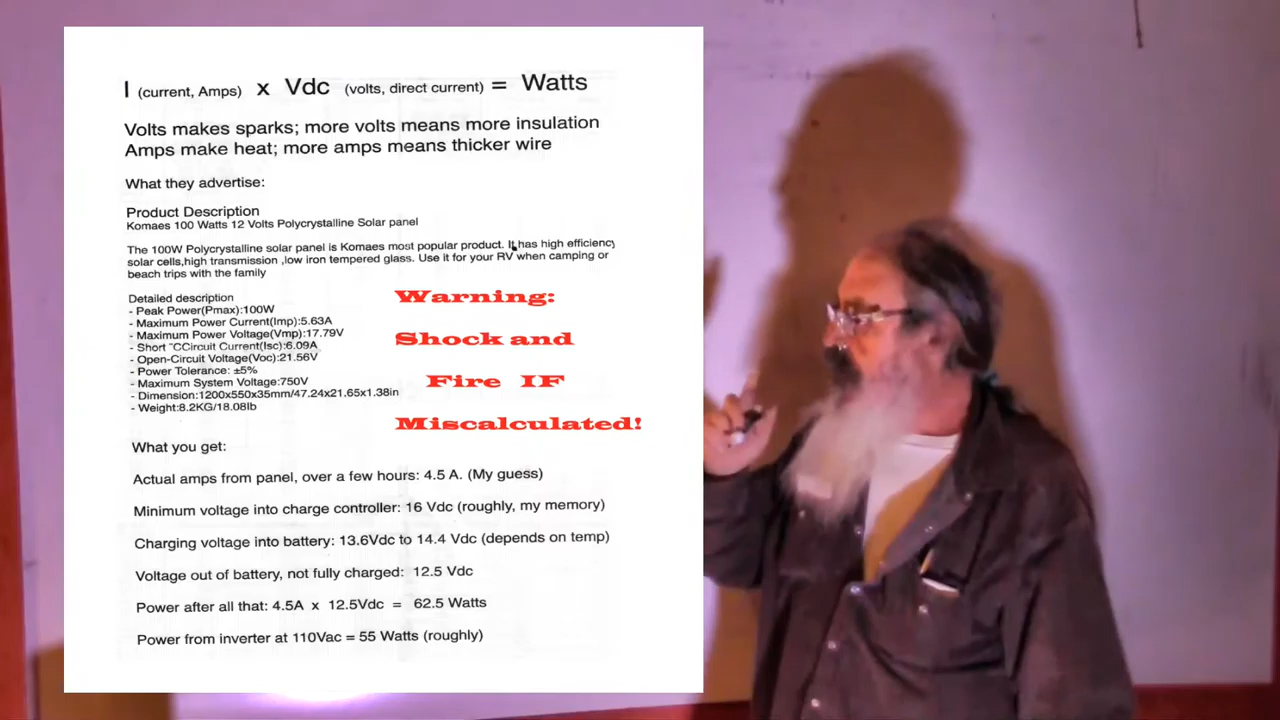 I (current, Amps) x Vdc (volts, direct current) = Watts
Volts makes sparks; more volts means more insulation
Amps make heat; more amps means thicker wire
What they advertise:
Product Description
Komaes 100 Watts 12 Volts Polycrystalline Solar panel
The 100W Polycrystalline solar panel is Komaes most popular product. It has high efficiency
solar cells,high transmission ,low iron tempered glass. Use it for your RV when camping or
beach trips with the family
Detailed description
- Peak Power(Pmax):100W
- Maximum Power Current(Imp):5.63A
- Maximum Power Voltage(Vmp):17.79V
- Short ˜CCircuit Current(Isc):6.09A
- Open-Circuit Voltage(Voc):21.56V
- Power Tolerance: ±5%
- Maximum System Voltage:750V
- Dimension:1200x550x35mm/47.24x21.65x1.38in
- Weight:8.2KG/18.08lb
Warning:
Shock and
Fire IF
Miscalculated!
What you get:
Actual amps from panel, over a few hours: 4.5 A. (My guess)
Minimum voltage into charge controller: 16 Vdc (roughly, my memory)
Charging voltage into battery: 13.6Vdc to 14.4 Vdc (depends on temp)
Voltage out of battery, not fully charged: 12.5 Vdc
Power after all that: 4.5A x 12.5Vdc = 62.5 Watts
Power from inverter at 110Vac = 55 Watts (roughly)